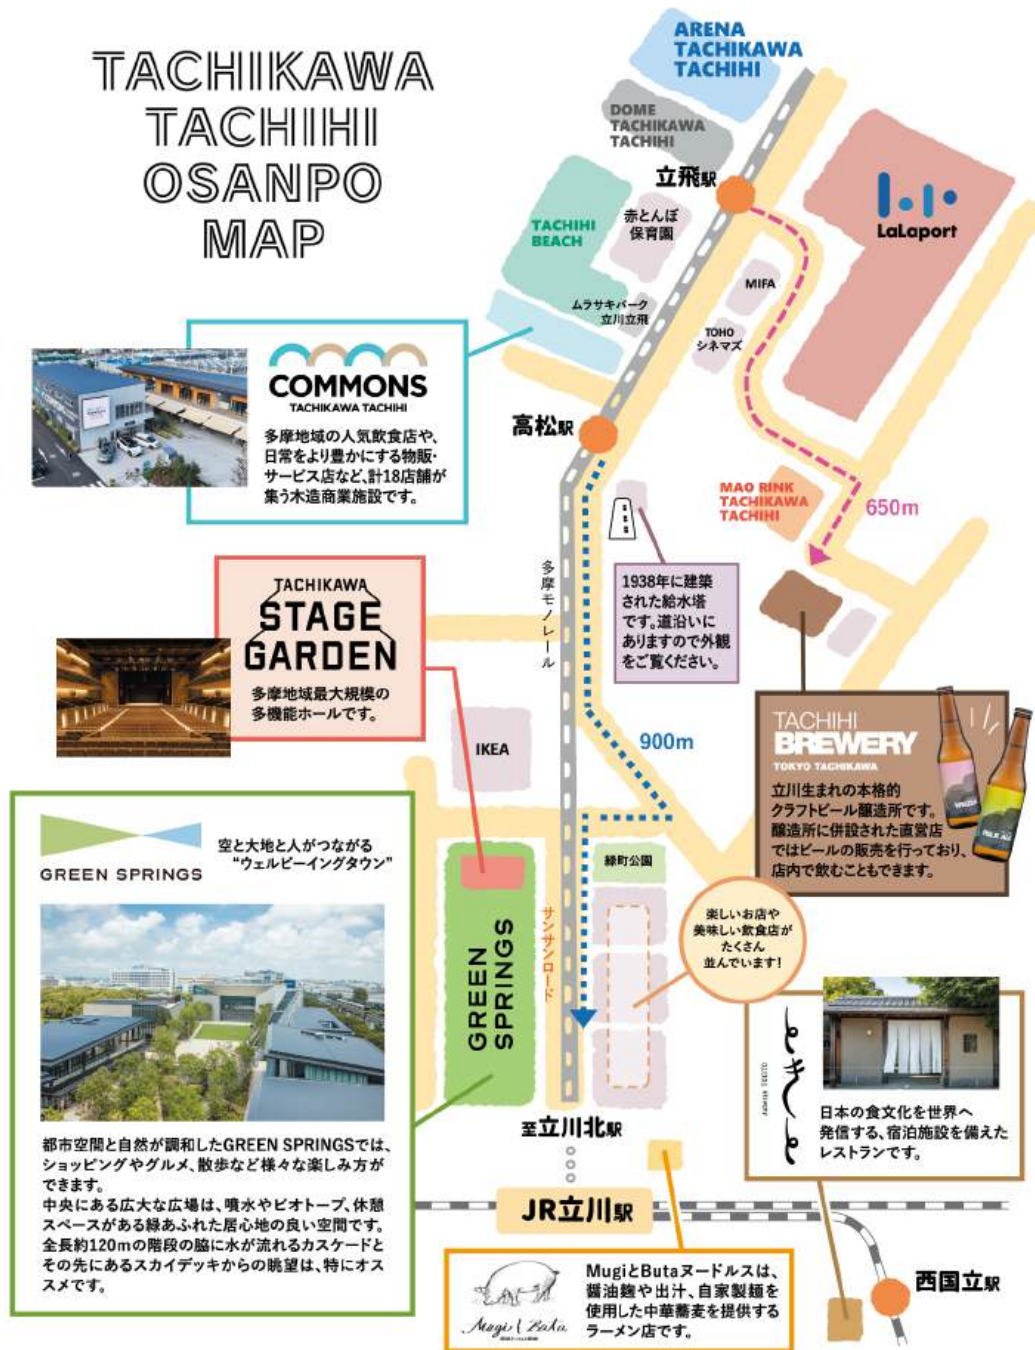 TACHIKAWA
TACHIHI
OSANPO
MAP
ARENA
TACHIKAWA
TACHIHI
DOME
TACHIKAWA
TACHIHI
立飛駅
LaLaport
TACHIHI
BEACH
赤とんぼ
保育園
MIFA
ムラサキパーク
立川立飛
TOHO
シネマズ
COMMONS
TACHIKAWA TACHIHI
多摩地域の人気飲食店や、
日常をより豊かにする物販・
サービス店など、計18店舗が
集う木造商業施設です。
高松駅
MAO RINK
TACHIKAWA
TACHIHI
650m
多摩モノレール
1938年に建築
された給水塔
です。道沿いに
ありますので外観
をご覧ください。
TACHIKAWA
STAGE
GARDEN
多摩地域最大規模の
多機能ホールです。
IKEA
900m
TACHIHI
BREWERY
TOKYO TACHIKAWA
立川生まれの本格的
クラフトビール醸造所です。
醸造所に併設された直営店
ではビールの販売を行っており、
店内で飲むこともできます。
GREEN SPRINGS
空と大地と人がつながる
“ウェルビーイングタウン”
緑町公園
GREEN
SPRINGS
サンサンロード
楽しいお店や
美味しい飲食店が
たくさん
並んでいます!
都市空間と自然が調和したGREEN SPRINGSでは、
ショッピングやグルメ、散歩など様々な楽しみ方が
できます。
中央にある広大な広場は、噴水やビオトープ、休憩
スペースがある緑あふれた居心地の良い空間です。
全長約120mの階段の脇に水が流れるカスケードと
その先にあるスカイデッキからの眺望は、特にオス
スメです。
ときと
日本の食文化を世界へ
発信する、宿泊施設を備えた
レストランです。
至立川北駅
JR立川駅
西国立駅
Mugi & Buta
MugiとButaヌードルスは、
醤油麹や出汁、自家製麺を
使用した中華蕎麦を提供する
ラーメン店です。